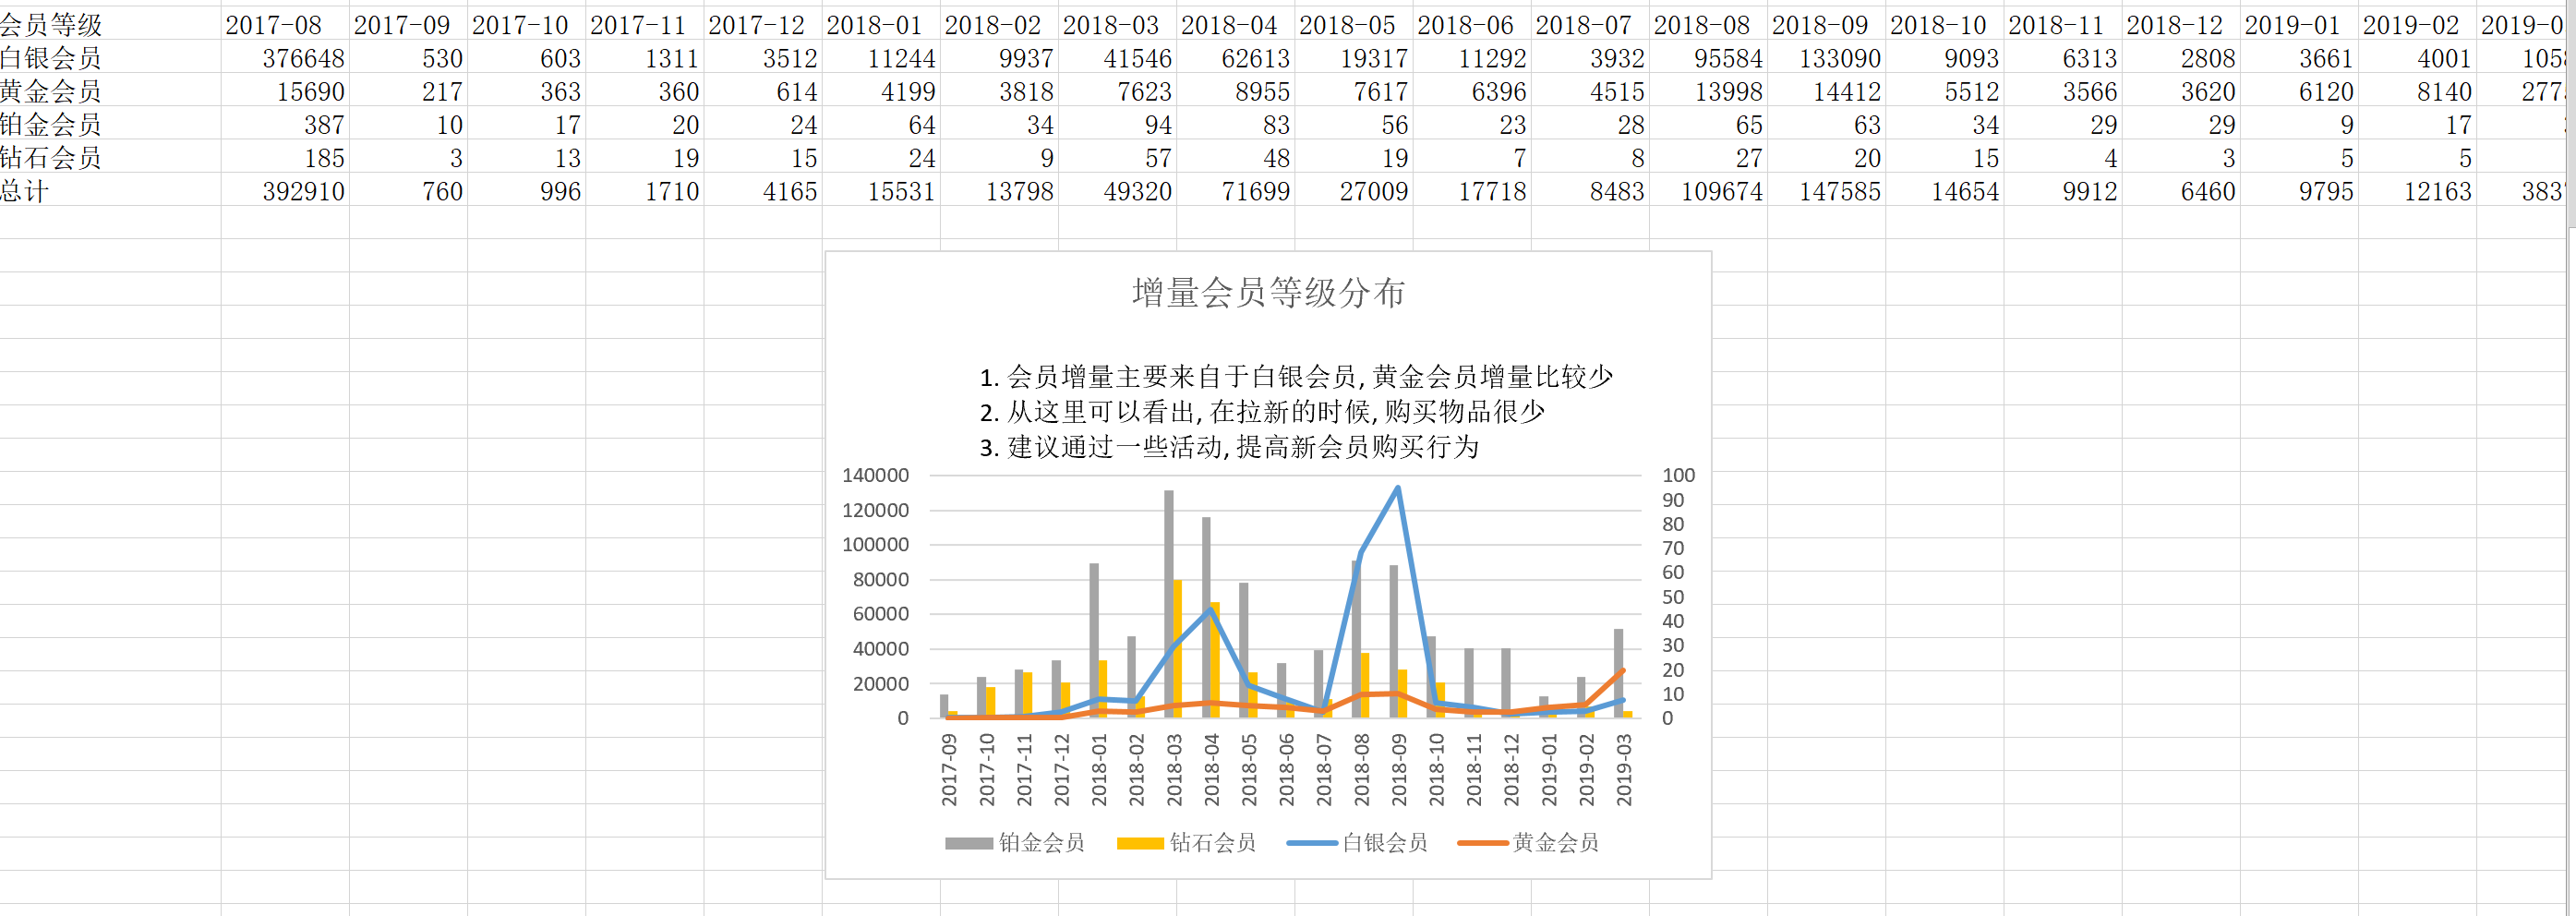 会员等级 2017-08 2017-09 2017-10 2017-11 2017-12 2018-01 2018-02 2018-03 2018-04 2018-05 2018-06 2018-07 2018-08 2018-09 2018-10 2018-11 2018-12 2019-01 2019-02 2019-0
白银会员 376648 530 603 1311 3512 11244 9937 41546 62613 19317 11292 3932 95584 133090 9093 6313 2808 3661 4001 105
黄金会员 15690 217 363 360 614 4199 3818 7623 8955 7617 6396 4515 13998 14412 5512 3566 3620 6120 8140 277
铂金会员 387 10 17 20 24 64 34 94 83 56 23 28 65 63 34 29 29 9 17
钻石会员 185 3 13 19 15 24 9 57 48 19 7 8 27 20 15 4 3 5 5
总计 392910 760 996 1710 4165 15531 13798 49320 71699 27009 17718 8483 109674 147585 14654 9912 6460 9795 12163 383
增量会员等级分布
1. 会员增量主要来自于白银会员, 黄金会员增量比较少
2. 从这里可以看出, 在拉新的时候, 购买物品很少
3. 建议通过一些活动, 提高新会员购买行为
140000
120000
100000
80000
60000
40000
20000
0
100
90
80
70
60
50
40
30
20
10
0
2017-09 2017-10 2017-11 2017-12 2018-01 2018-02 2018-03 2018-04 2018-05 2018-06 2018-07 2018-08 2018-09 2018-10 2018-11 2018-12 2019-01 2019-02 2019-03
铂金会员 钻石会员 白银会员 黄金会员